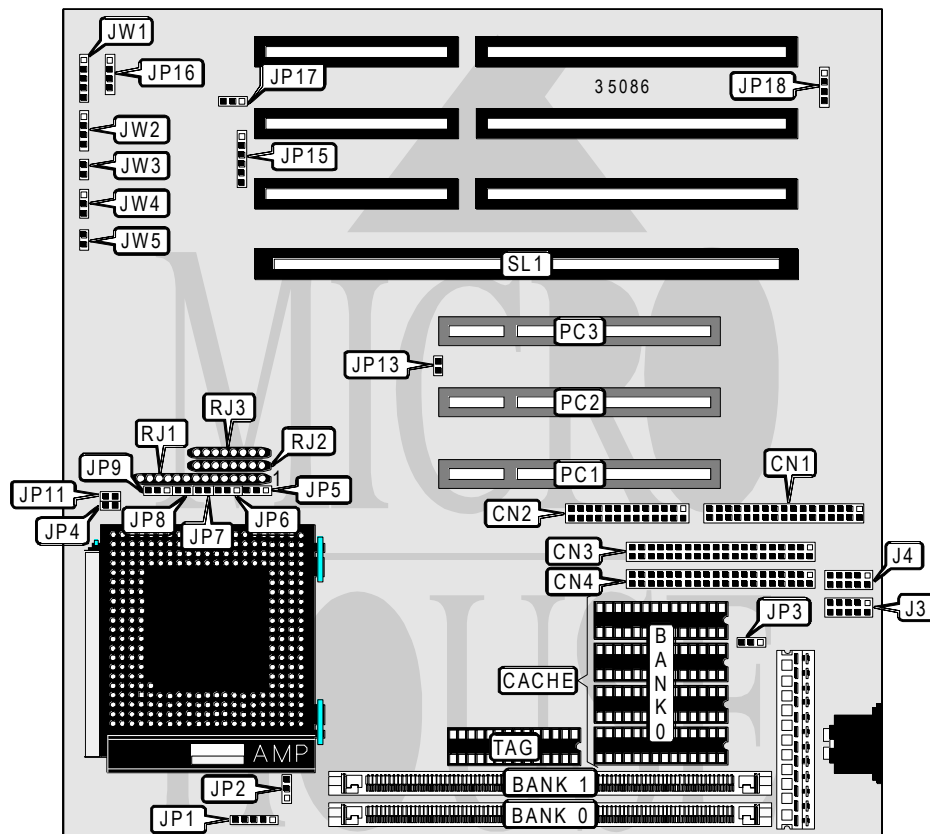 JW1
JP16
JP17
35086
JP18
JW2
JP15
JW3
JW4
JW5
SL1
MICRO
PC3
JP13
PC2
RJ3
RJ1
RJ2
PC1
CN1
JP9
1
JP5
JP11
JP8
JP6
CN2
JP4
JP7
CN3
J4
CN4
J3
JP3
HOUSE
BANK0
CACHE
TAG
AMP
BANK 1
JP2
BANK 0
JP1